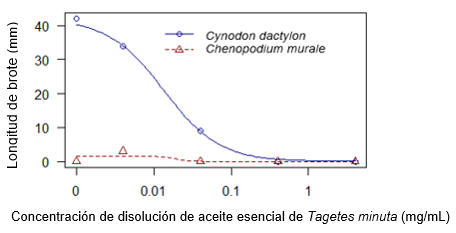 Longitud de brote (mm)
40
30
20
10
0
Cynodon dactylon
Chenopodium murale
0 0.01 0.1 1
Concentración de disolución de aceite esencial de Tagetes minuta (mg/mL)